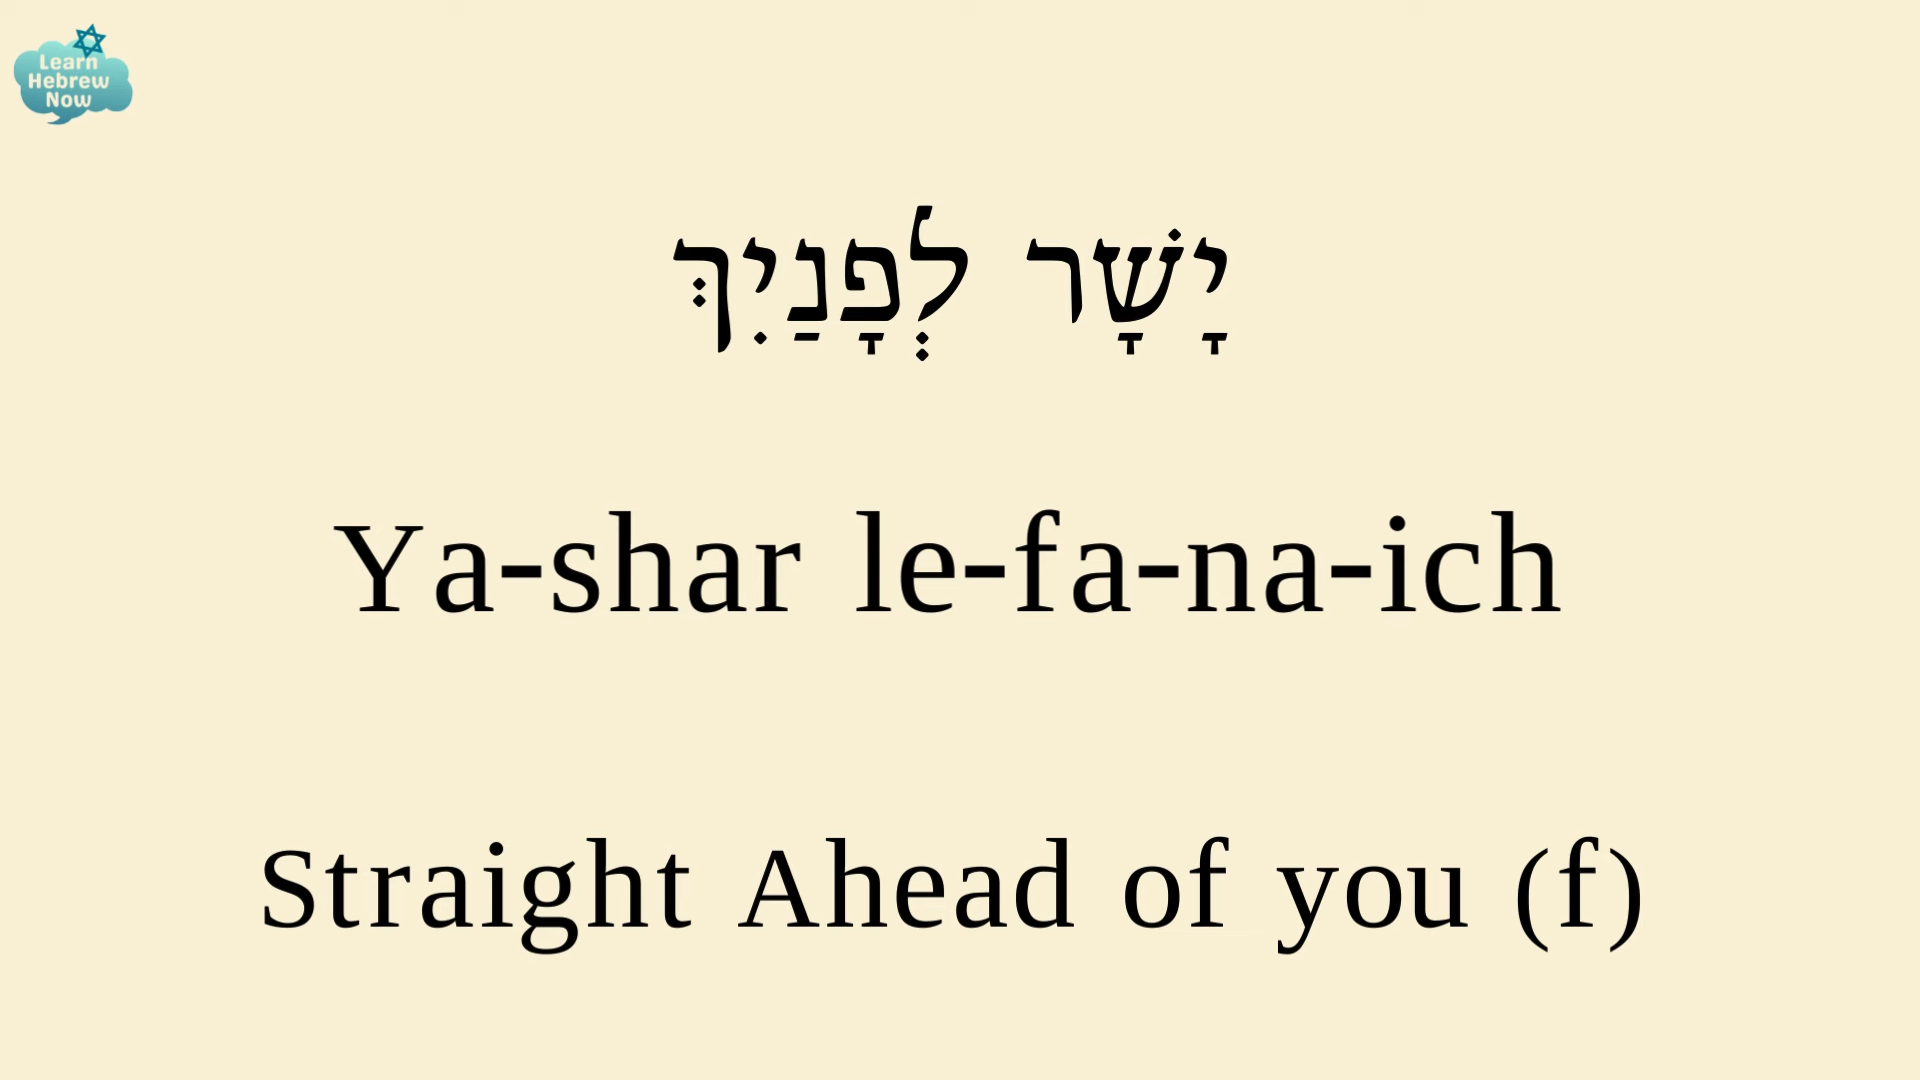 Learn
Hebrew
Now
יָשָׁר לְפָנַיִךְ
Ya-shar le-fa-na-ich
Straight Ahead of you (f)